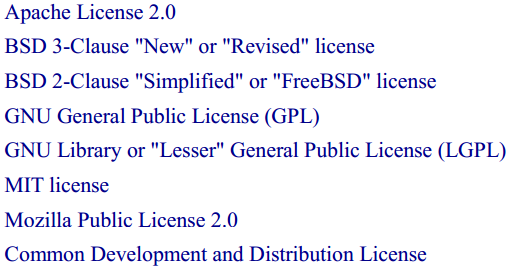 Apache License 2.0
BSD 3-Clause "New" or "Revised" license
BSD 2-Clause "Simplified" or "FreeBSD" license
GNU General Public License (GPL)
GNU Library or "Lesser" General Public License (LGPL)
MIT license
Mozilla Public License 2.0
Common Development and Distribution License